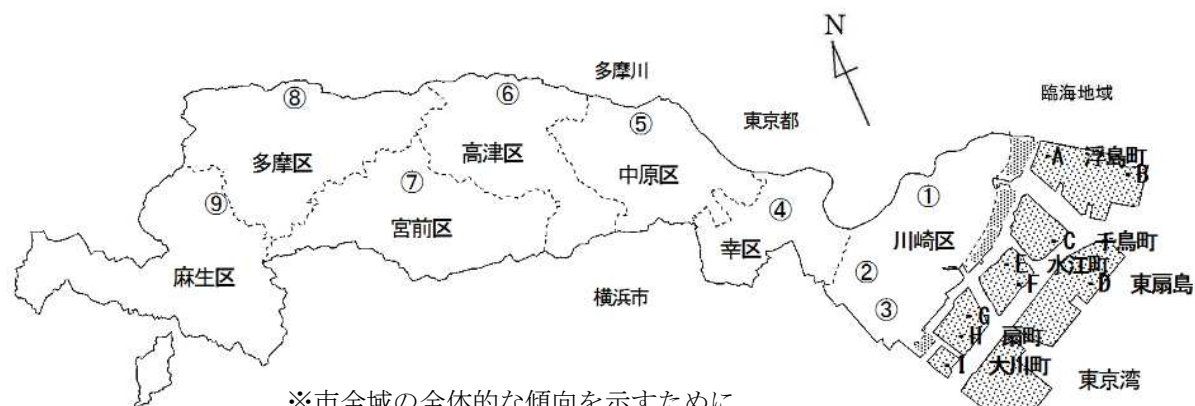 N
多摩川
東京都
臨海地域
⑧
⑥
⑤
多摩区
高津区
中原区
⑦
⑨
宮前区
④
幸区
①
川崎区
②
③
麻生区
横浜市
A 浮島町
B
C 千鳥町
E 水江町
F
D 東扇島
G
H 扇町
I 大川町
東京湾
※市全域の全体的な傾向を示すために